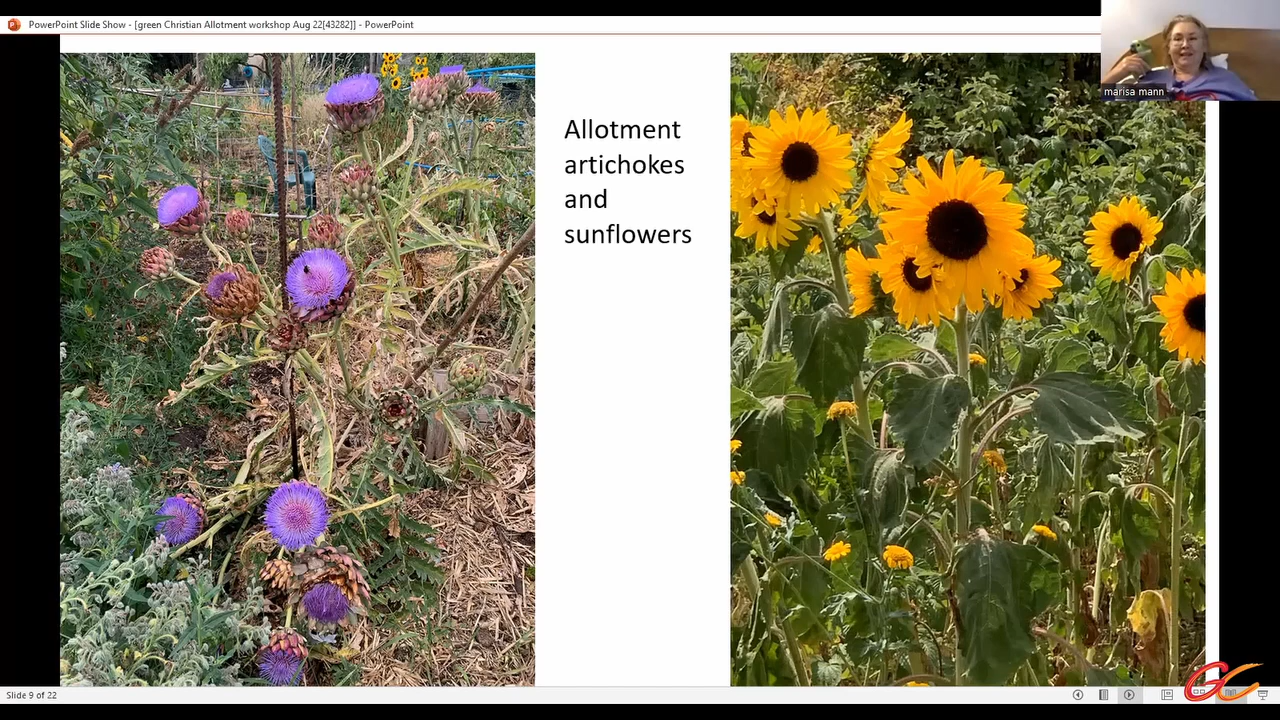 PowerPoint Slide Show - [green Christian Allotment workshop Aug 22[43282]] - PowerPoint
marisa mann
Allotment
artichokes
and
sunflowers
Slide 9 of 22
GC